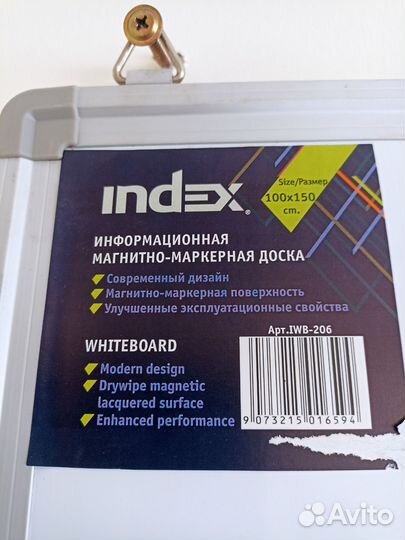 index®
Size/Размер
100x150
cm.
ИНФОРМАЦИОННАЯ
МАГНИТНО-МАРКЕРНАЯ ДОСКА
Современный дизайн
Магнитно-маркерная поверхность
Улучшенные эксплуатационные свойства
Арт.IWB-206
WHITEBOARD
Modern design
Drywipe magnetic
lacquered surface
Enhanced performance
9 073215 016594
Avito